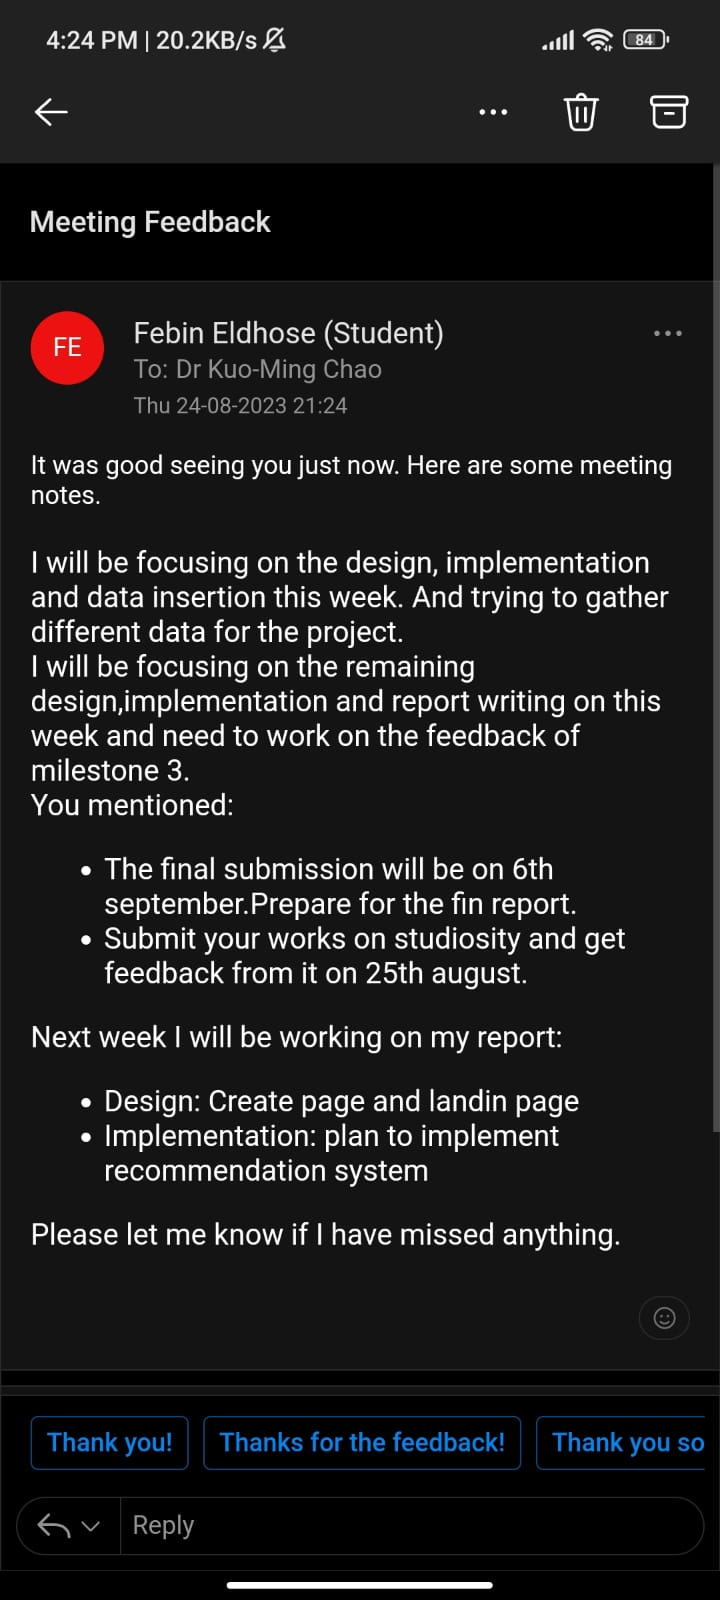 4:24 PM | 20.2KB/s
84
Meeting Feedback
FE
Febin Eldhose (Student)
To: Dr Kuo-Ming Chao
Thu 24-08-2023 21:24
It was good seeing you just now. Here are some meeting
notes.
I will be focusing on the design, implementation
and data insertion this week. And trying to gather
different data for the project.
I will be focusing on the remaining
design,implementation and report writing on this
week and need to work on the feedback of
milestone 3.
You mentioned:
• The final submission will be on 6th
september.Prepare for the fin report.
• Submit your works on studiosity and get
feedback from it on 25th august.
Next week I will be working on my report:
• Design: Create page and landin page
• Implementation: plan to implement
recommendation system
Please let me know if I have missed anything.
Thank you!
Thanks for the feedback!
Thank you so
Reply